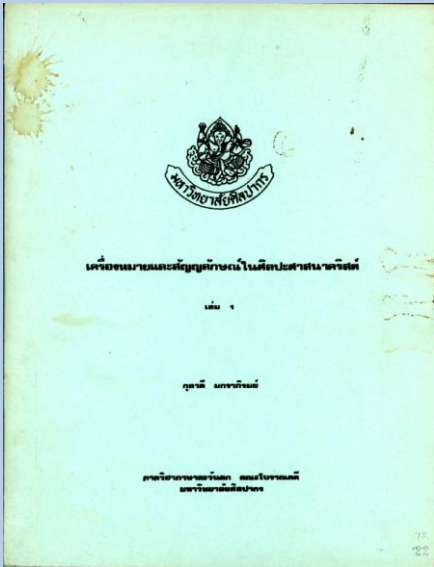 มหาวิทยาลัยศิลปากร
เครื่องหมายและสัญญลักษณ์ในศิลปะศาสนาคริสต์
เล่ม ๑
กุลวดี มกราภิรมย์
ภาควิชาภาษาตะวันตก คณะโบราณคดี
มหาวิทยาลัยศิลปากร